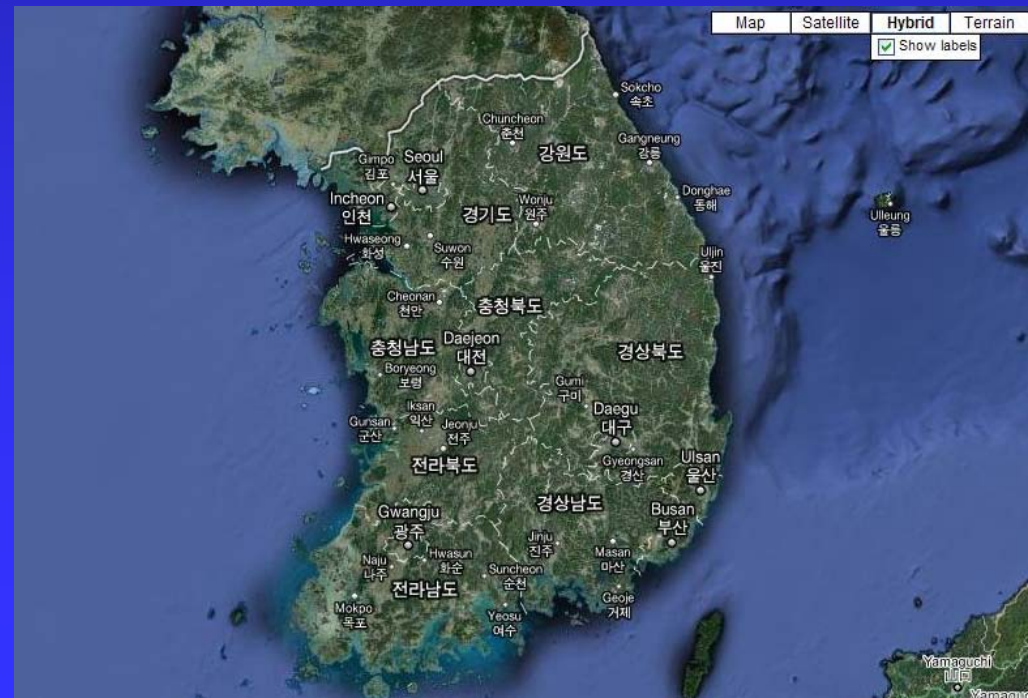 Map Satellite Hybrid Terrain
Show labels
Sokcho
속초
Chuncheon
춘천
강원도
Gangneung
강릉
Gimpo
김포
Seoul
서울
Incheon
인천
경기도
Wonju
원주
Donghae
동해
Ulleung
울릉
Hwaseong
화성
Suwon
수원
Uljin
울진
Cheonan
천안
충청북도
충청남도
Daejeon
대전
경상북도
Boryeong
보령
Gumi
구미
Iksan
익산
Daegu
대구
Gunsan
군산
Jeonju
전주
전라북도
Gyeongsan
경산
Ulsan
울산
경상남도
Gwangju
광주
Busan
부산
Jinju
진주
Masan
마산
Naju
나주
Hwasun
화순
전라남도
Suncheon
순천
Geoje
거제
Mokpo
목포
Yeosu
여수
Yamaguchi
山口